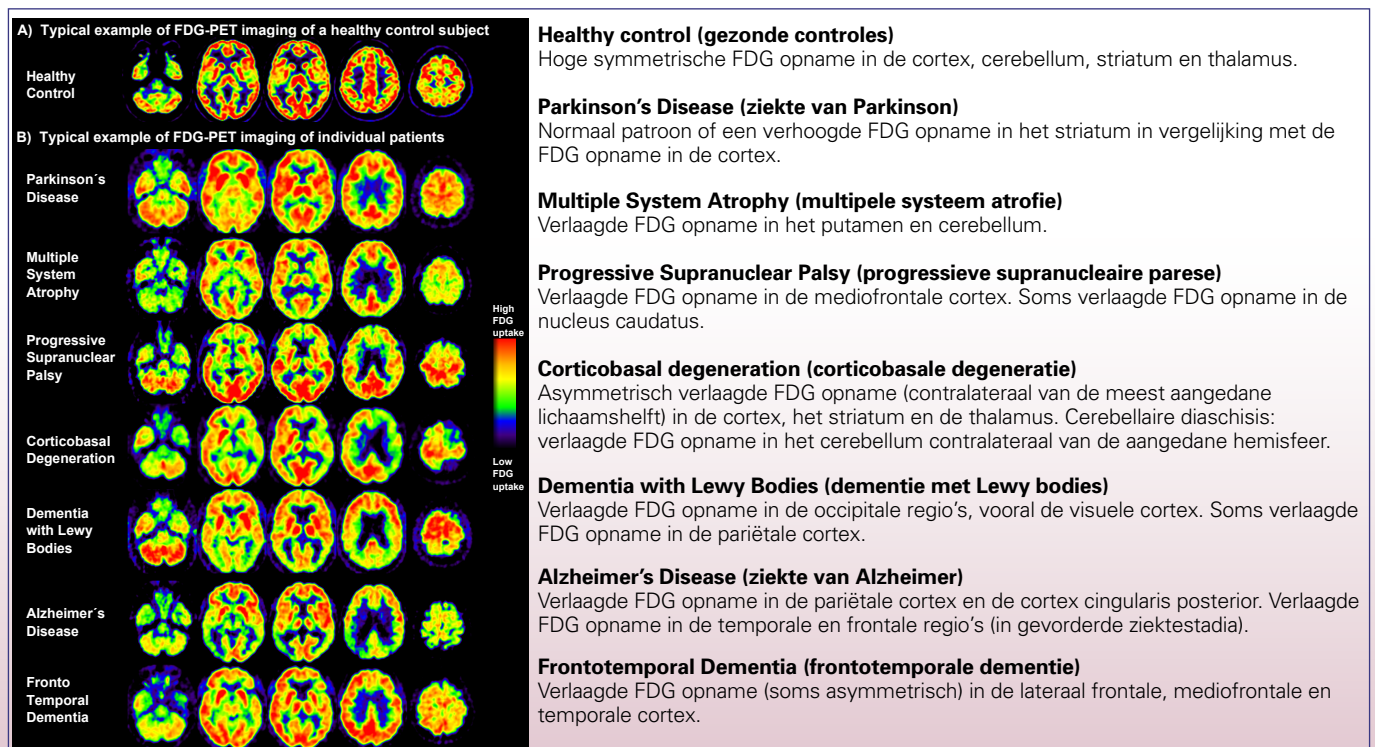 A) Typical example of FDG-PET imaging of a healthy control subject
Healthy
Control
B) Typical example of FDG-PET imaging of individual patients
Parkinson´s
Disease
Multiple
System
Atrophy
Progressive
Supranuclear
Palsy
Corticobasal
Degeneration
Dementia
with Lewy
Bodies
Alzheimer´s
Disease
Fronto
Temporal
Dementia
High
FDG
uptake
Low
FDG
uptake
Healthy control (gezonde controles)
Hoge symmetrische FDG opname in de cortex, cerebellum, striatum en thalamus.
Parkinson's Disease (ziekte van Parkinson)
Normaal patroon of een verhoogde FDG opname in het striatum in vergelijking met de
FDG opname in de cortex.
Multiple System Atrophy (multipele systeem atrofie)
Verlaagde FDG opname in het putamen en cerebellum.
Progressive Supranuclear Palsy (progressieve supranucleaire parese)
Verlaagde FDG opname in de mediofrontale cortex. Soms verlaagde FDG opname in de
nucleus caudatus.
Corticobasal degeneration (corticobasale degeneratie)
Asymmetrisch verlaagde FDG opname (contralateraal van de meest aangedane
lichaamshelft) in de cortex, het striatum en de thalamus. Cerebellaire diaschisis:
verlaagde FDG opname in het cerebellum contralateraal van de aangedane hemisfeer.
Dementia with Lewy Bodies (dementie met Lewy bodies)
Verlaagde FDG opname in de occipitale regio's, vooral de visuele cortex. Soms verlaagde
FDG opname in de pariëtale cortex.
Alzheimer's Disease (ziekte van Alzheimer)
Verlaagde FDG opname in de pariëtale cortex en de cortex cingularis posterior. Verlaagde
FDG opname in de temporale en frontale regio's (in gevorderde ziektestadia).
Frontotemporal Dementia (frontotemporale dementie)
Verlaagde FDG opname (soms asymmetrisch) in de lateraal frontale, mediofrontale en
temporale cortex.